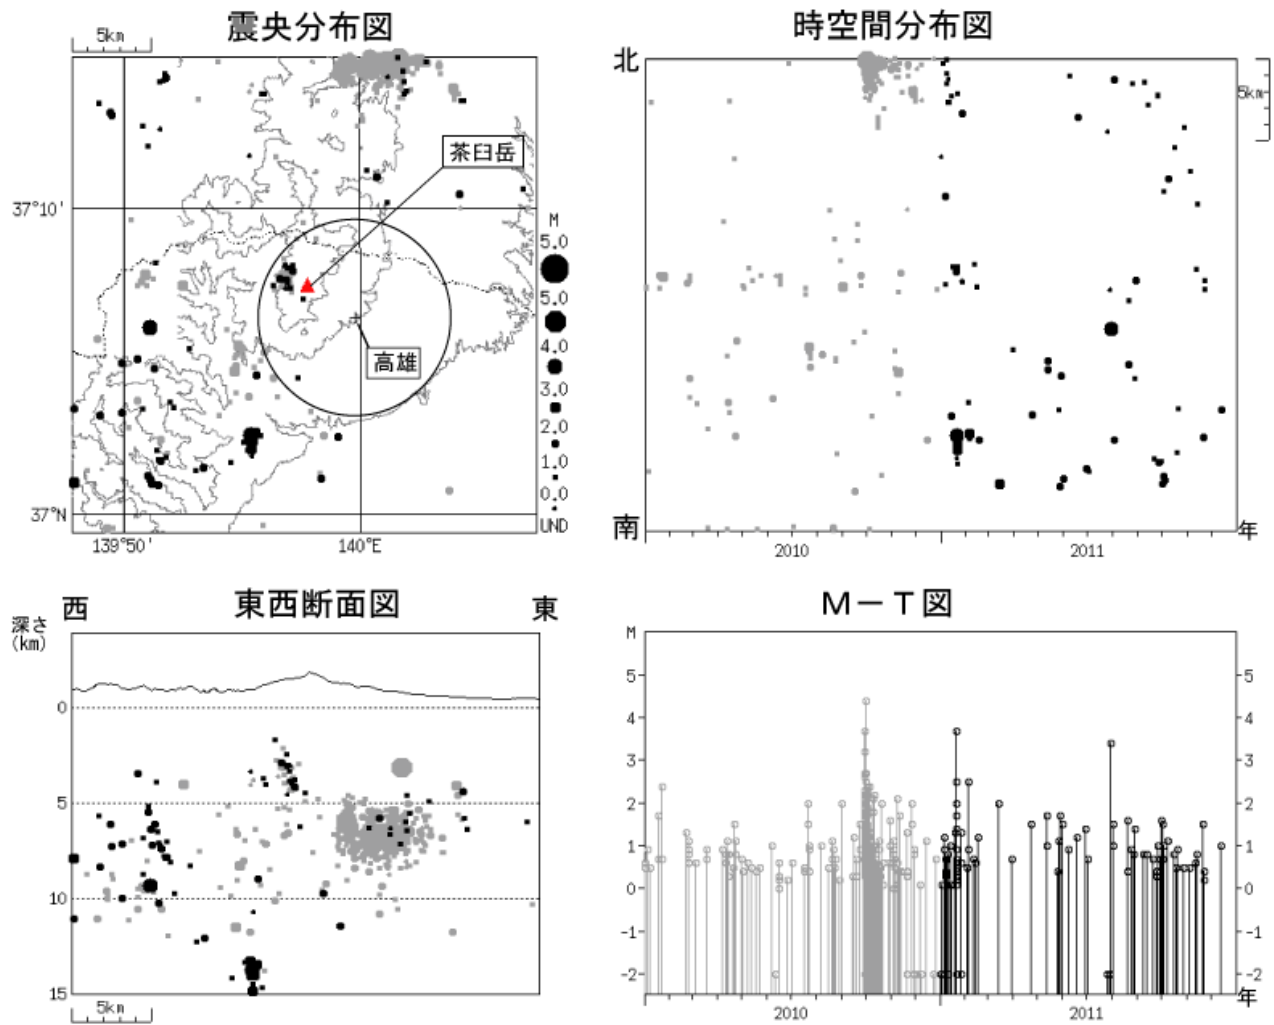 震央分布図
5km
茶臼岳
高雄
37°10'
37°N
139°50'
140°E
M
5.0
5.0
4.0
3.0
2.0
1.0
0.0
UND
時空間分布図
北
南
5km
2010
2011
年
東西断面図
西
東
深さ
(km)
0
5
10
15
5km
M－T図
M
5
4
3
2
1
0
-1
-2
5
4
3
2
1
0
-1
-2
2010
2011
年